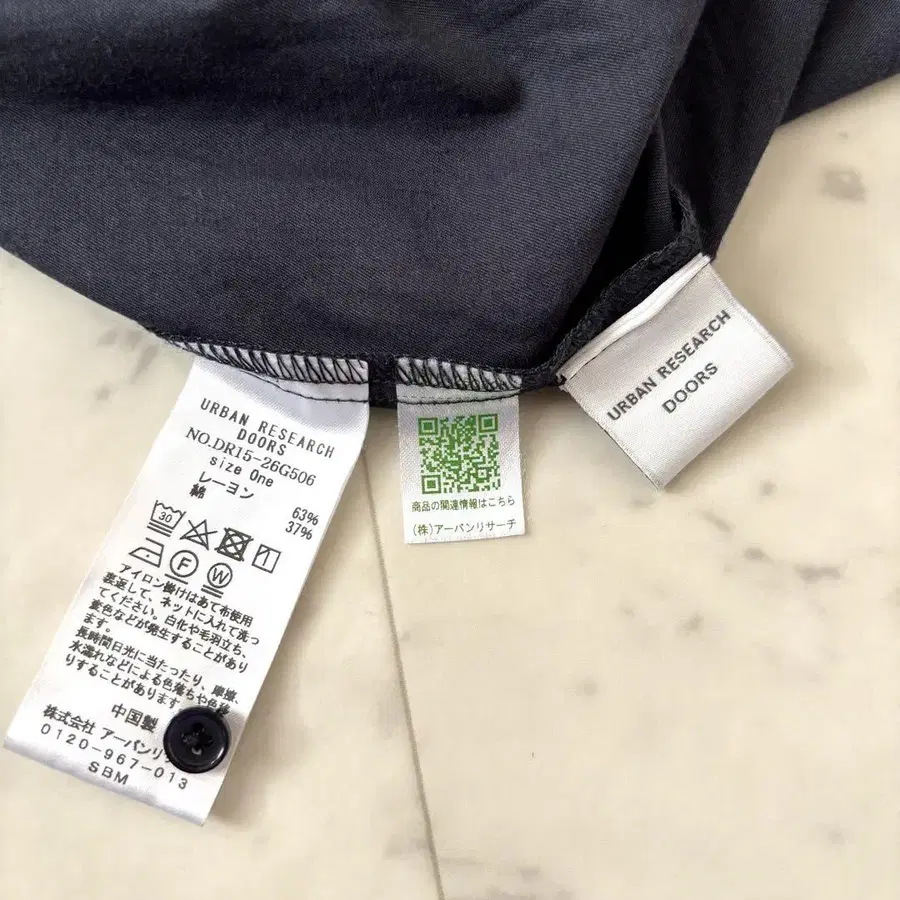 URBAN RESEARCH
DOORS
NO.DR15-26G506
size One
レーヨン 63%
綿 37%
30
1
F
W
アイロン掛けはあて布使用
裏返して、ネットに入れて洗っ
てください。白化や毛羽立ち、
変色などが発生することがあり
ます。
長時間日光に当たったり、摩擦、
水濡れなどによる色落ちや色移
りすることがあります
中国製
株式会社 アーバンリサ
0120-967-013
SBM
商品の関連情報はこちら
(株)アーバンリサーチ
URBAN RESEARCH
DOORS